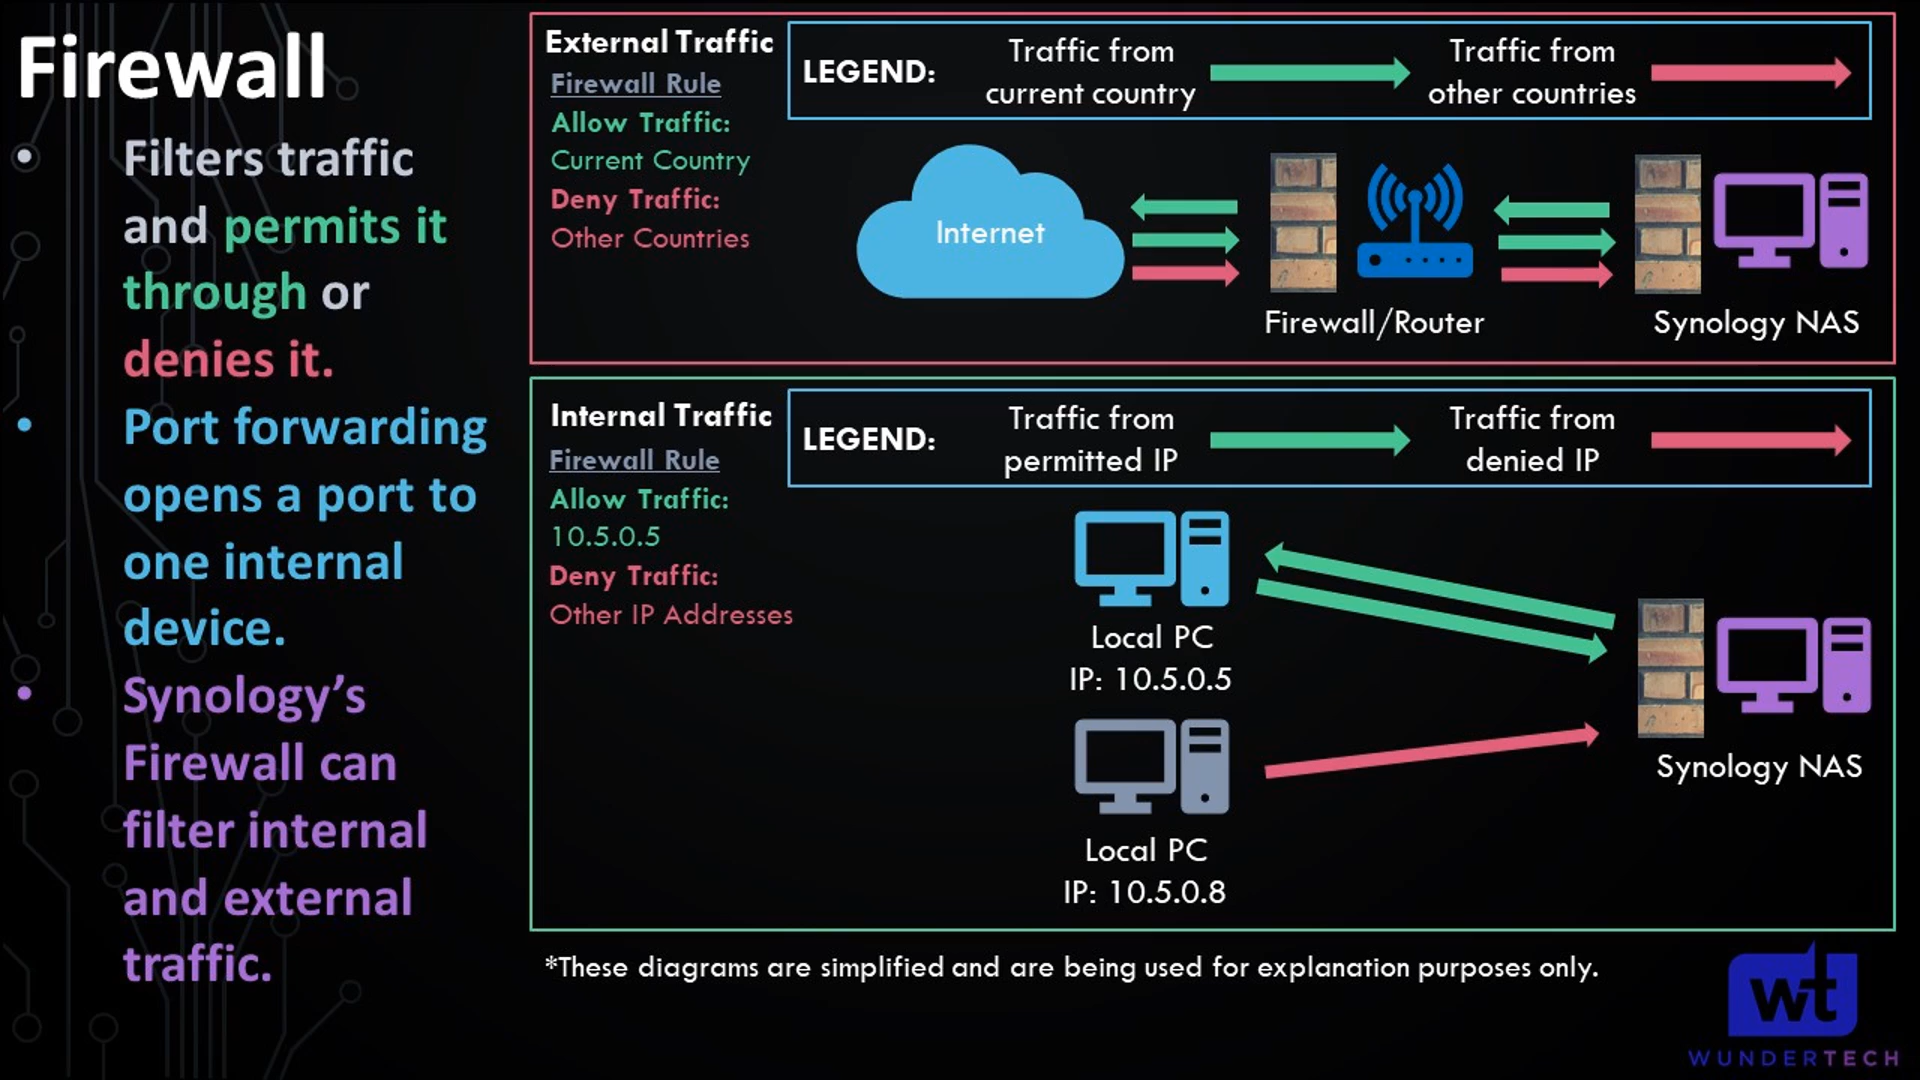 Firewall
• Filters traffic
and permits it
through or
denies it.
• Port forwarding
opens a port to
one internal
device.
• Synology’s
Firewall can
filter internal
and external
traffic.
External Traffic
Firewall Rule
Allow Traffic:
Current Country
Deny Traffic:
Other Countries
LEGEND:
Traffic from
current country
Traffic from
other countries
Internet
Firewall/Router
Synology NAS
Internal Traffic
Firewall Rule
Allow Traffic:
10.5.0.5
Deny Traffic:
Other IP Addresses
LEGEND:
Traffic from
permitted IP
Traffic from
denied IP
Local PC
IP: 10.5.0.5
Local PC
IP: 10.5.0.8
Synology NAS
*These diagrams are simplified and are being used for explanation purposes only.
wt
WUNDERTECH